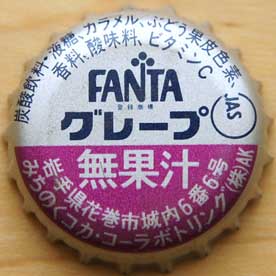 炭酸飲料・液糖、カラメル、ぶどう果皮色素、
香料、酸味料、ビタミンC
JAS
FANTA
登録商標
グレープ
無果汁
岩手県花巻市城内6番6号
みちのくコカ・コーラボトリング(株)AK